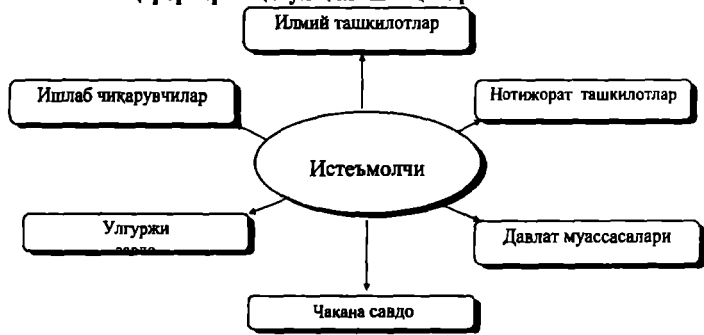 Илмий ташкилотлар
Ишлаб чиқарувчилар
Нотижорат ташкилотлар
Истеъмолчи
Улгуржи
Давлат муассасалари
Чакана савдо